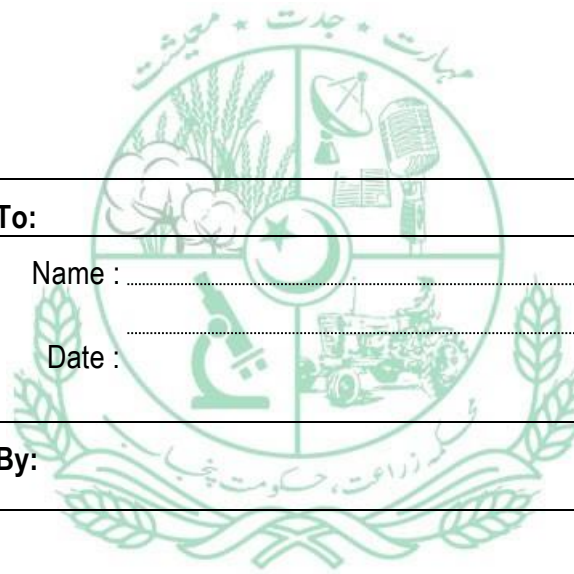 مہارت ٭ جدت ٭ معیشت
To:
Name :
Date :
By:
محکمہ زراعت، حکومت پنجاب